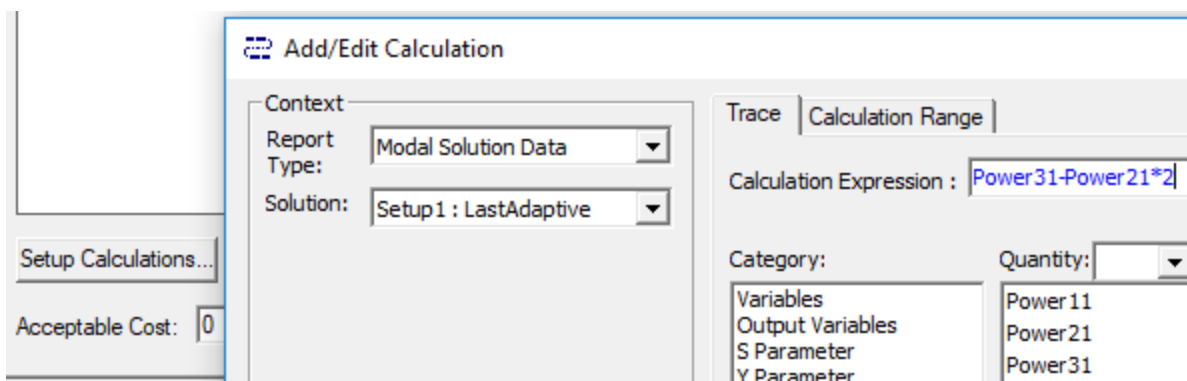 Add/Edit Calculation
Context
Report Type:
Modal Solution Data
Solution:
Setup1 : LastAdaptive
Trace
Calculation Range
Calculation Expression :
Power31-Power21*2
Setup Calculations...
Acceptable Cost:
0
Category:
Variables
Output Variables
S Parameter
Y Parameter
Quantity:
Power11
Power21
Power31